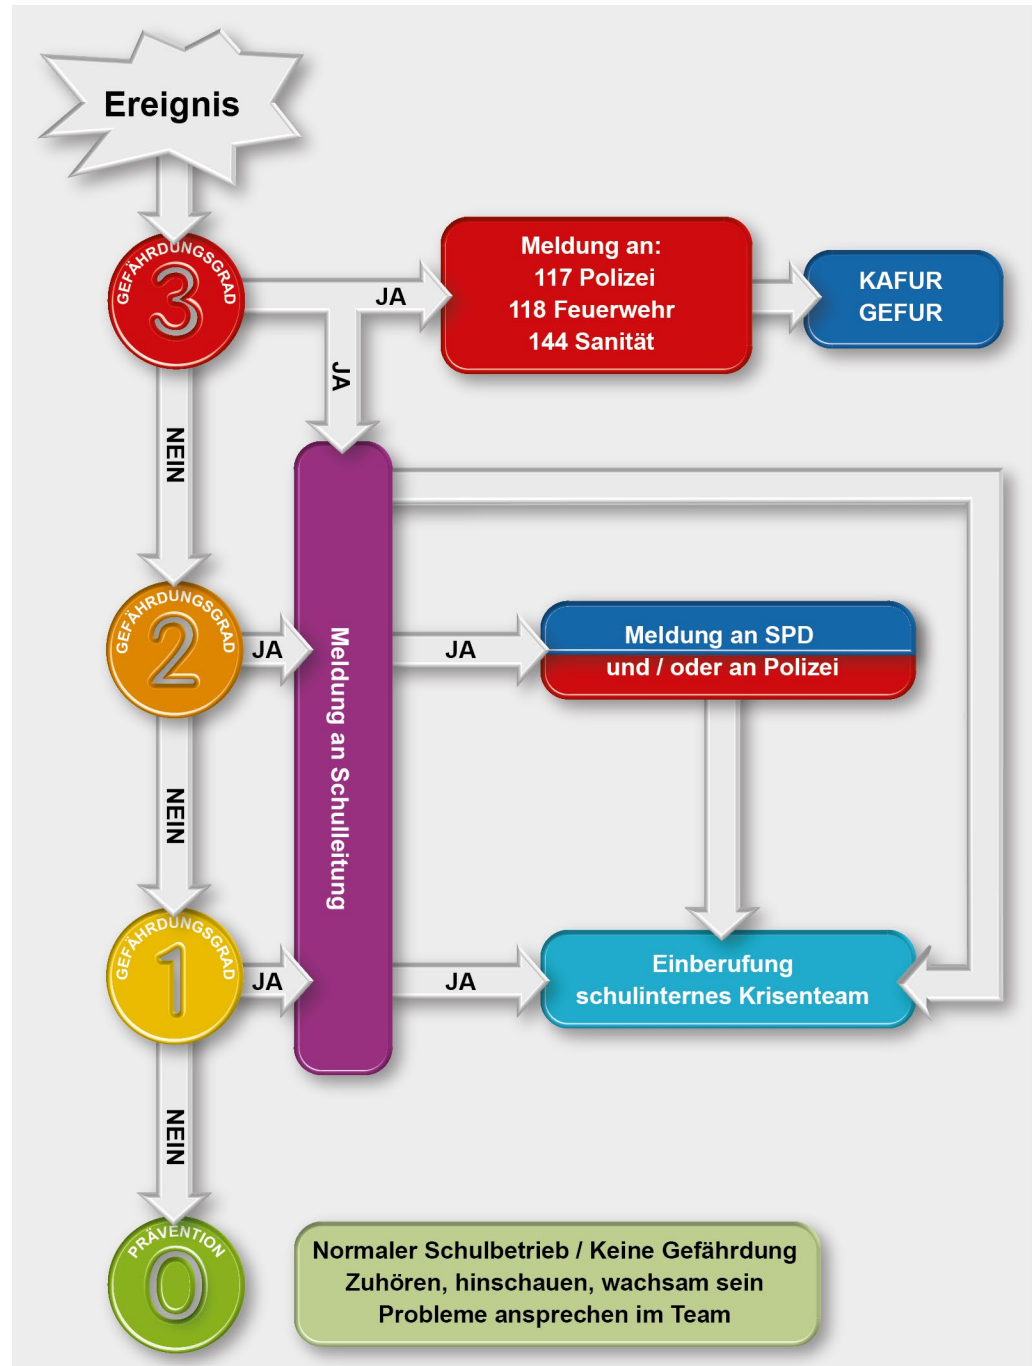 Ereignis
GEFÄHRDUNGSGRAD
3
JA
Meldung an:
117 Polizei
118 Feuerwehr
144 Sanität
KAFUR
GEFUR
JA
NEIN
GEFÄHRDUNGSGRAD
2
JA
Meldung an Schulleitung
JA
Meldung an SPD
und / oder an Polizei
NEIN
GEFÄHRDUNGSGRAD
1
JA
JA
Einberufung
schulinternes Krisenteam
NEIN
PRÄVENTION
0
Normaler Schulbetrieb / Keine Gefährdung
Zuhören, hinschauen, wachsam sein
Probleme ansprechen im Team